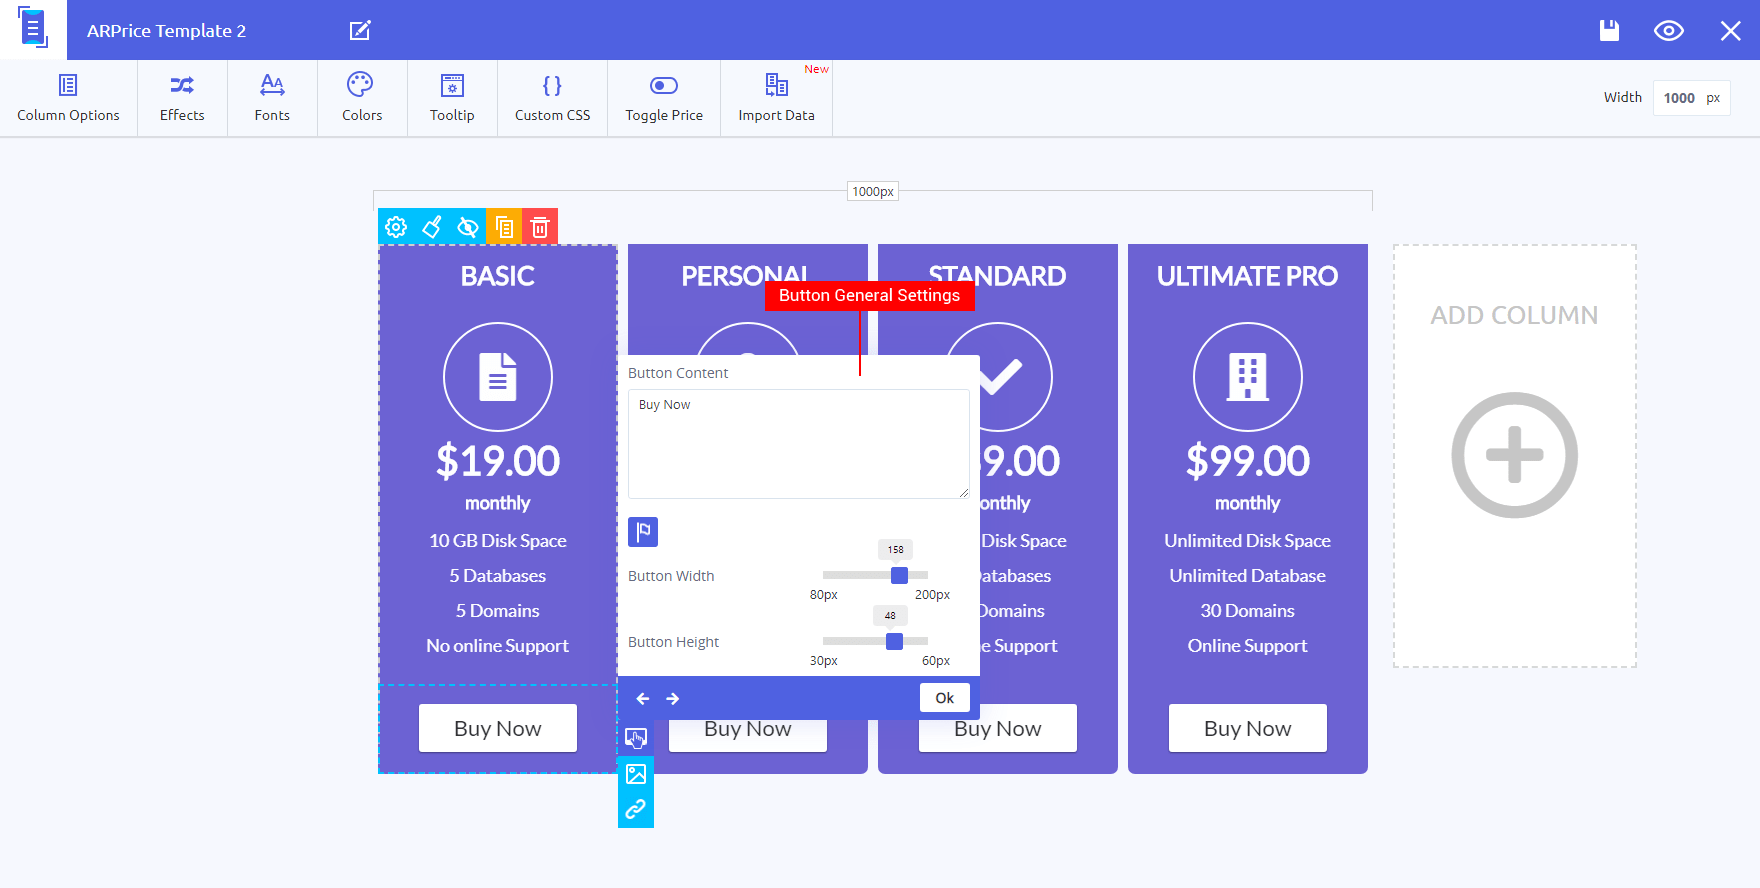 ARPrice Template 2
Column Options
Effects
Fonts
Colors
Tooltip
Custom CSS
Toggle Price
Import Data
New
Width 1000 px
1000px
BASIC
$19.00
monthly
10 GB Disk Space
5 Databases
5 Domains
No online Support
Buy Now
PERSONAL
Buy Now
Button General Settings
Button Content
Buy Now
158
Button Width
80px 200px
48
Button Height
30px 60px
Ok
STANDARD
9.00
onthly
Disk Space
atabases
Domains
ne Support
Buy Now
ULTIMATE PRO
$99.00
monthly
Unlimited Disk Space
Unlimited Database
30 Domains
Online Support
Buy Now
ADD COLUMN